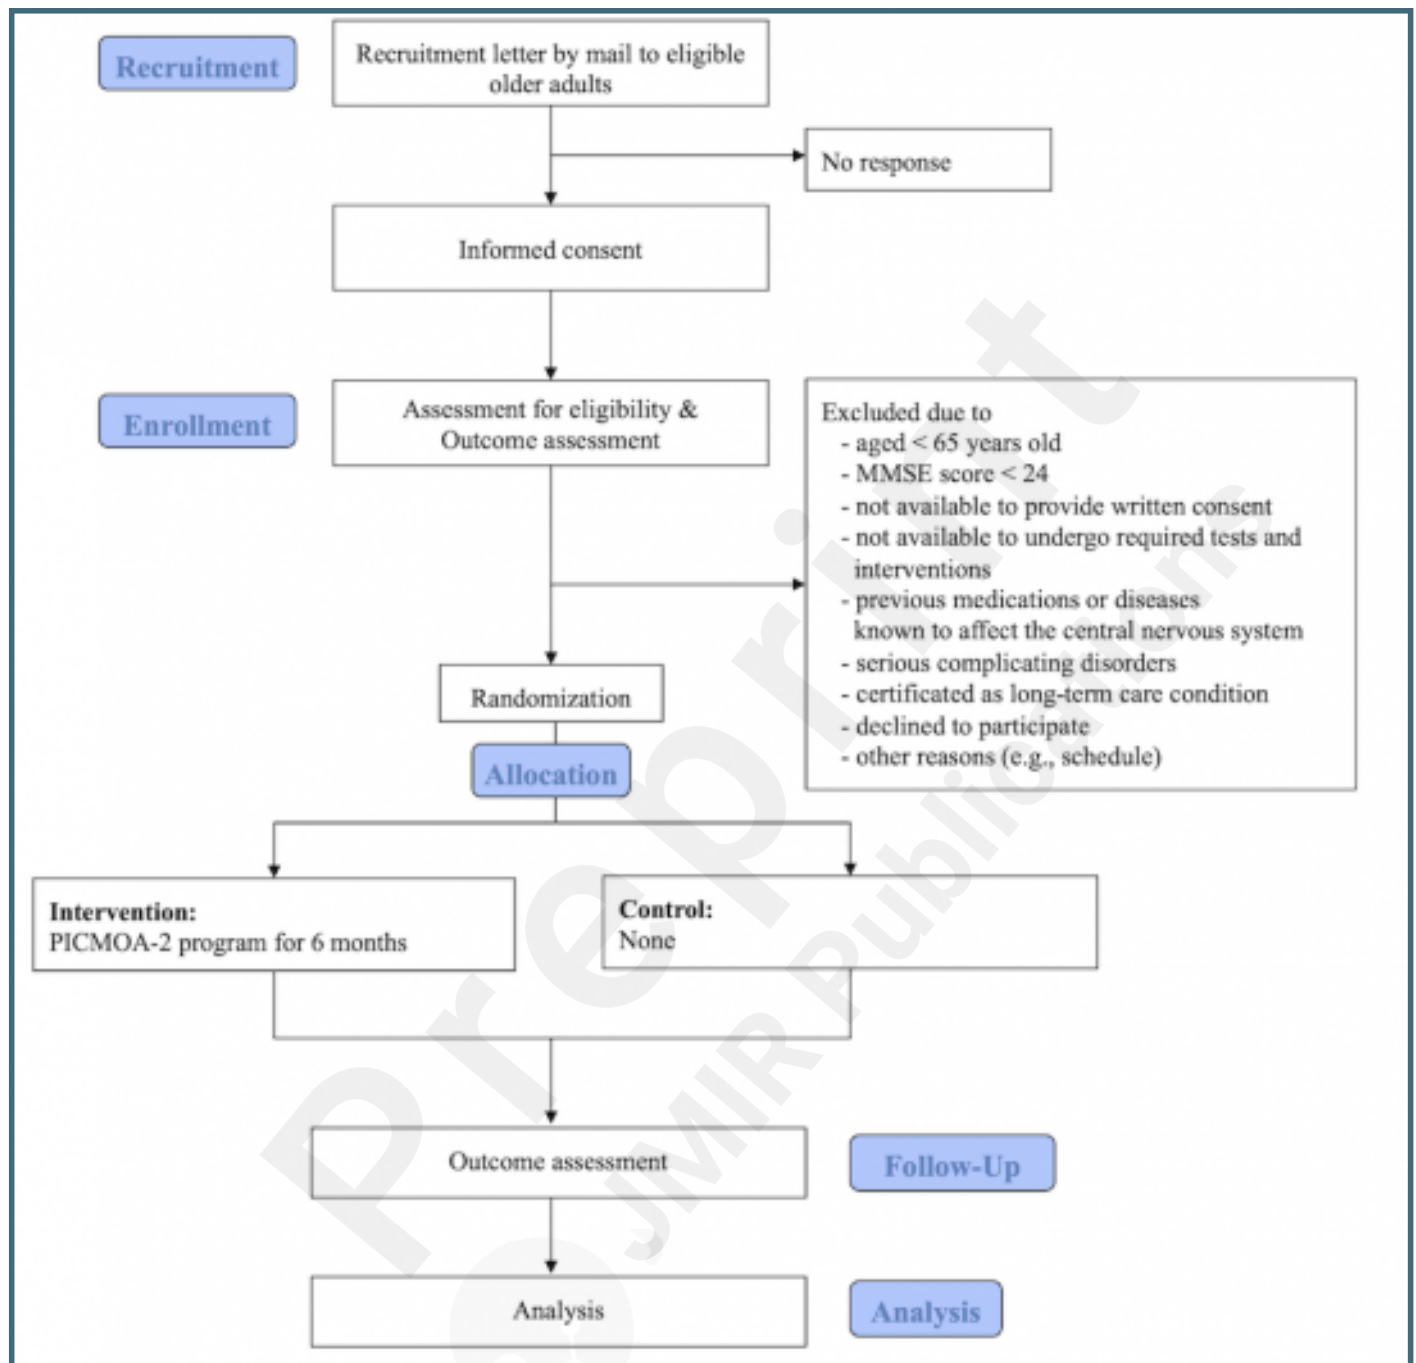 Recruitment
Recruitment letter by mail to eligible
older adults
No response
Informed consent
Enrollment
Assessment for eligibility &
Outcome assessment
Excluded due to
- aged < 65 years old
- MMSE score < 24
- not available to provide written consent
- not available to undergo required tests and
interventions
- previous medications or diseases
known to affect the central nervous system
- serious complicating disorders
- certificated as long-term care condition
- declined to participate
- other reasons (e.g., schedule)
Randomization
Allocation
Intervention:
PICMOA-2 program for 6 months
Control:
None
Outcome assessment
Follow-Up
Analysis
Analysis
Preprint
JMIR Publications